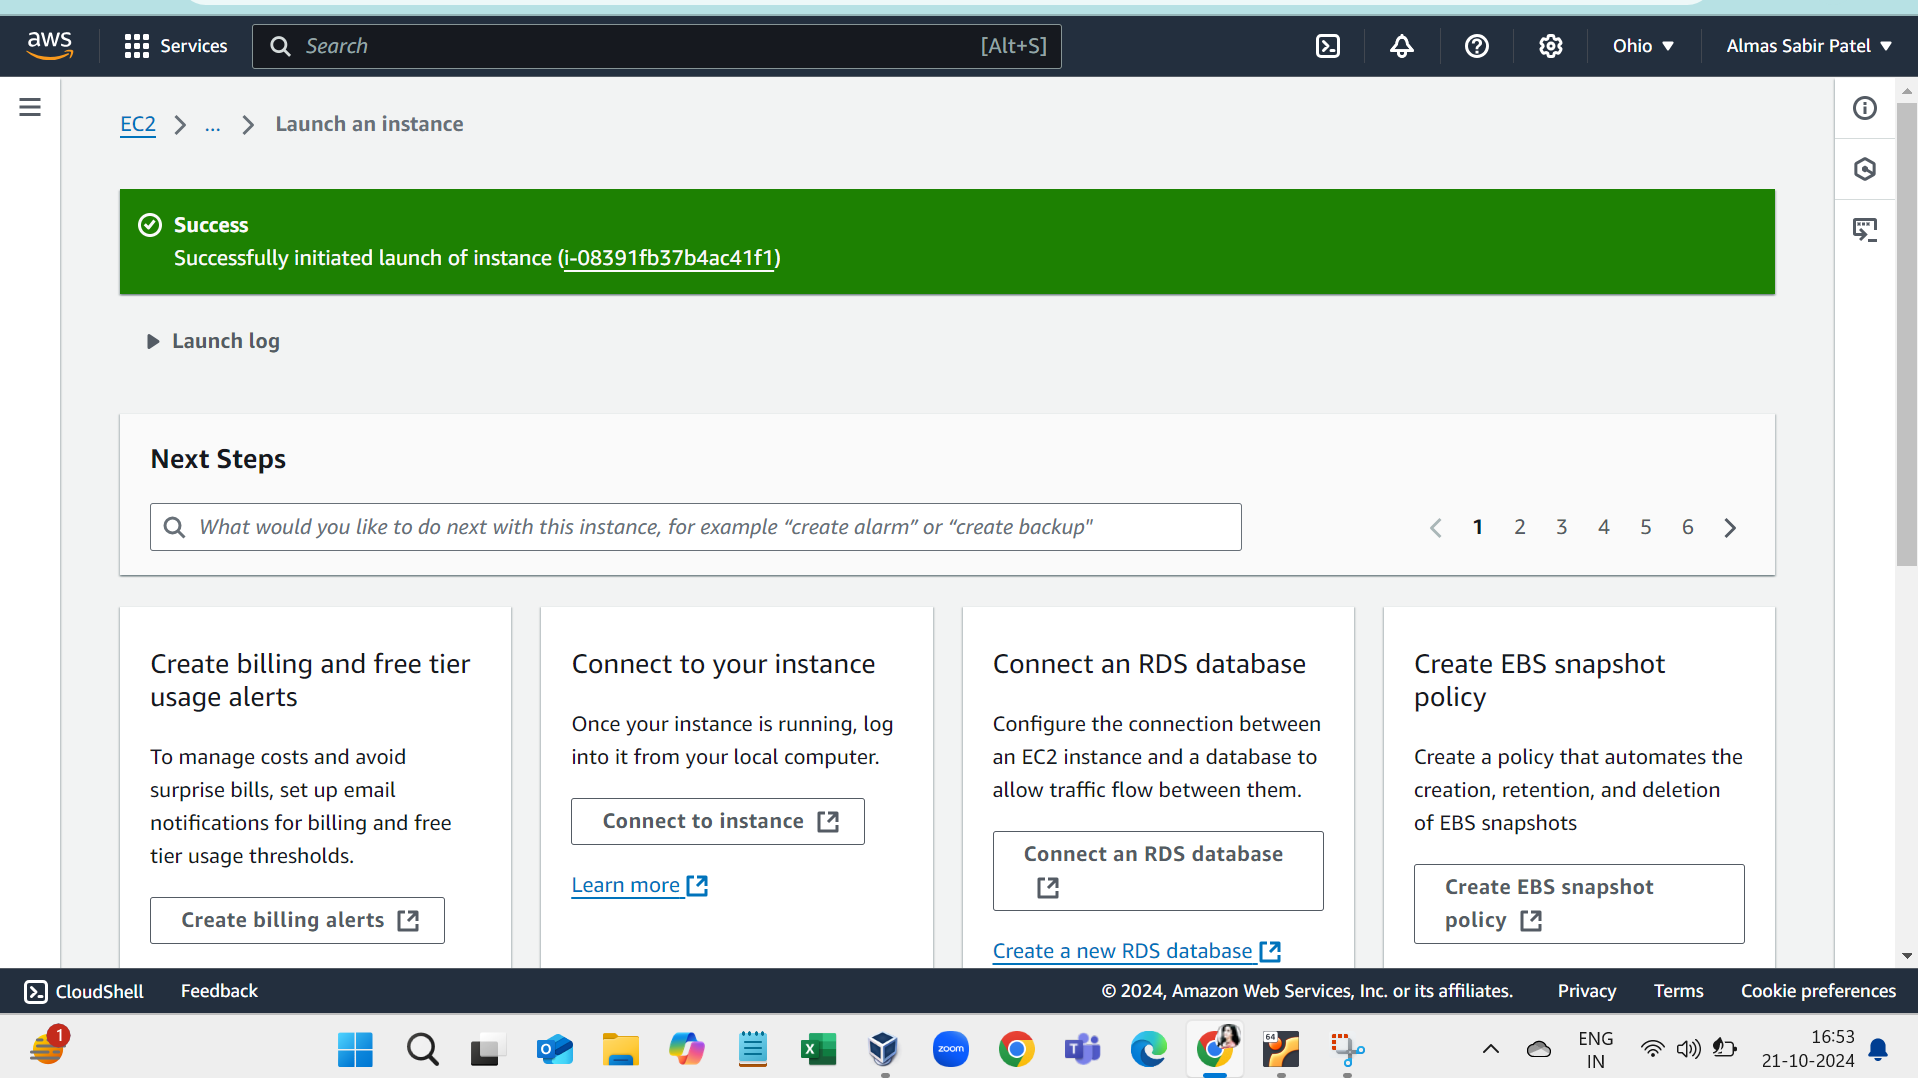 aws
Services
Search
[Alt+S]
Ohio
Almas Sabir Patel
EC2
...
Launch an instance
Success
Successfully initiated launch of instance (i-08391fb37b4ac41f1)
Launch log
Next Steps
What would you like to do next with this instance, for example “create alarm” or “create backup"
1 2 3 4 5 6
Create billing and free tier
usage alerts
To manage costs and avoid
surprise bills, set up email
notifications for billing and free
tier usage thresholds.
Create billing alerts
Connect to your instance
Once your instance is running, log
into it from your local computer.
Connect to instance
Learn more
Connect an RDS database
Configure the connection between
an EC2 instance and a database to
allow traffic flow between them.
Connect an RDS database
Create a new RDS database
Create EBS snapshot
policy
Create a policy that automates the
creation, retention, and deletion
of EBS snapshots
Create EBS snapshot
policy
CloudShell
Feedback
© 2024, Amazon Web Services, Inc. or its affiliates.
Privacy
Terms
Cookie preferences
1
zoom
64
ENG
IN
16:53
21-10-2024